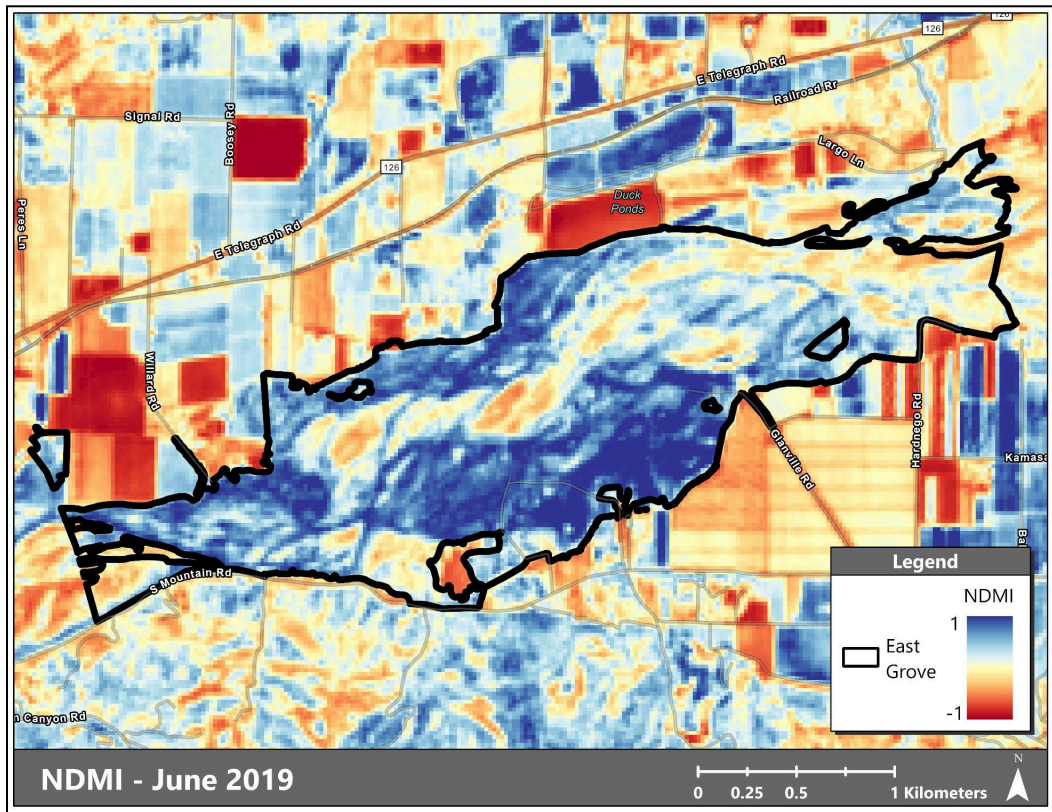 126
126
E Telegraph Rd
Railroad Rr
Signal Rd
Boosey Rd
Largo Ln
126
Duck
Ponds
Peres Ln
E Telegraph Rd
Willard Rd
Hardnego Rd
Glanville Rd
Kamasa
Bal
S Mountain Rd
n Canyon Rd
Legend
NDMI
1
East
Grove
-1
NDMI - June 2019
N
0 0.25 0.5 1 Kilometers